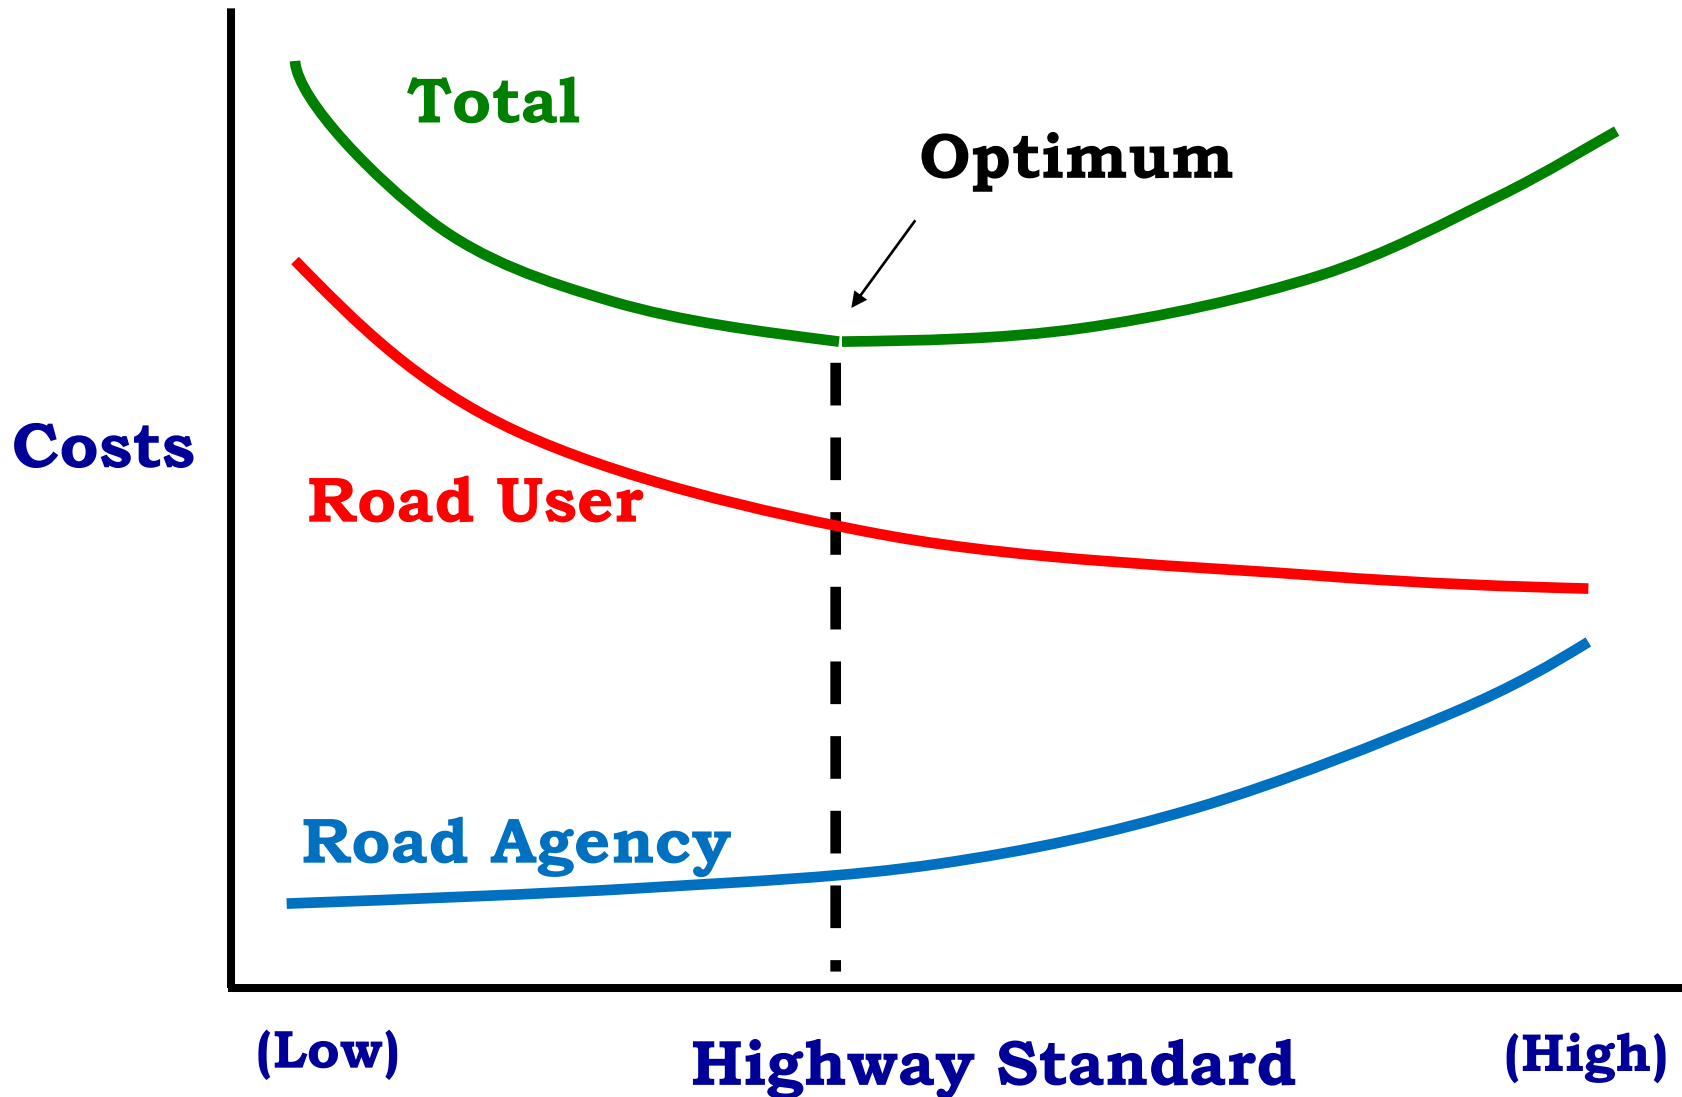 Total
Optimum
Costs
Road User
Road Agency
(Low)
Highway Standard
(High)